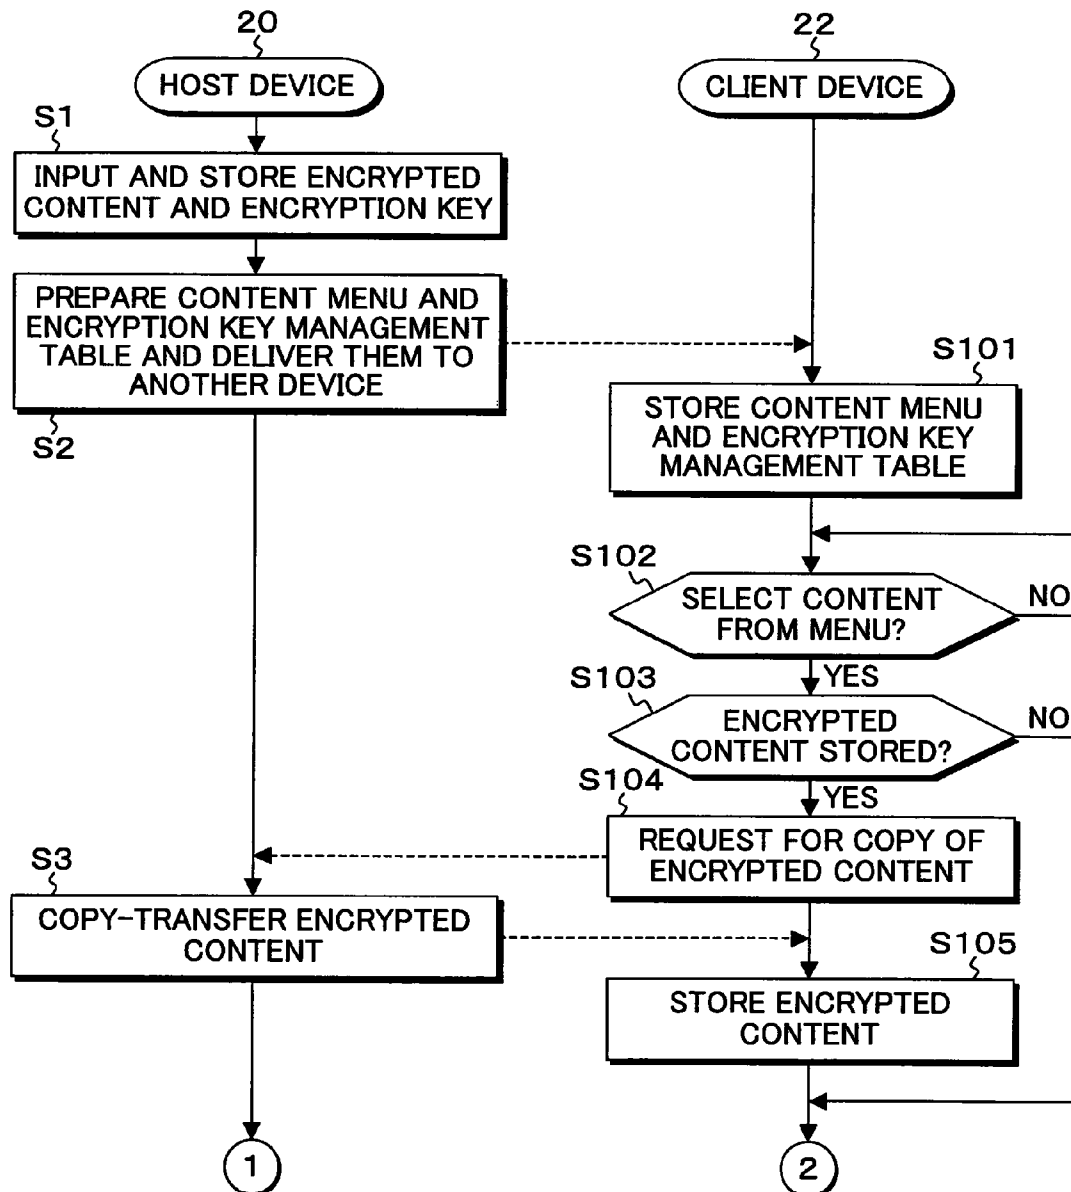 20
HOST DEVICE
22
CLIENT DEVICE
S1
INPUT AND STORE ENCRYPTED
CONTENT AND ENCRYPTION KEY
PREPARE CONTENT MENU AND
ENCRYPTION KEY MANAGEMENT
TABLE AND DELIVER THEM TO
ANOTHER DEVICE
S2
S101
STORE CONTENT MENU
AND ENCRYPTION KEY
MANAGEMENT TABLE
S102
SELECT CONTENT
FROM MENU?
NO
YES
S103
ENCRYPTED
CONTENT STORED?
NO
YES
S104
REQUEST FOR COPY OF
ENCRYPTED CONTENT
S3
COPY-TRANSFER ENCRYPTED
CONTENT
S105
STORE ENCRYPTED
CONTENT
1
2